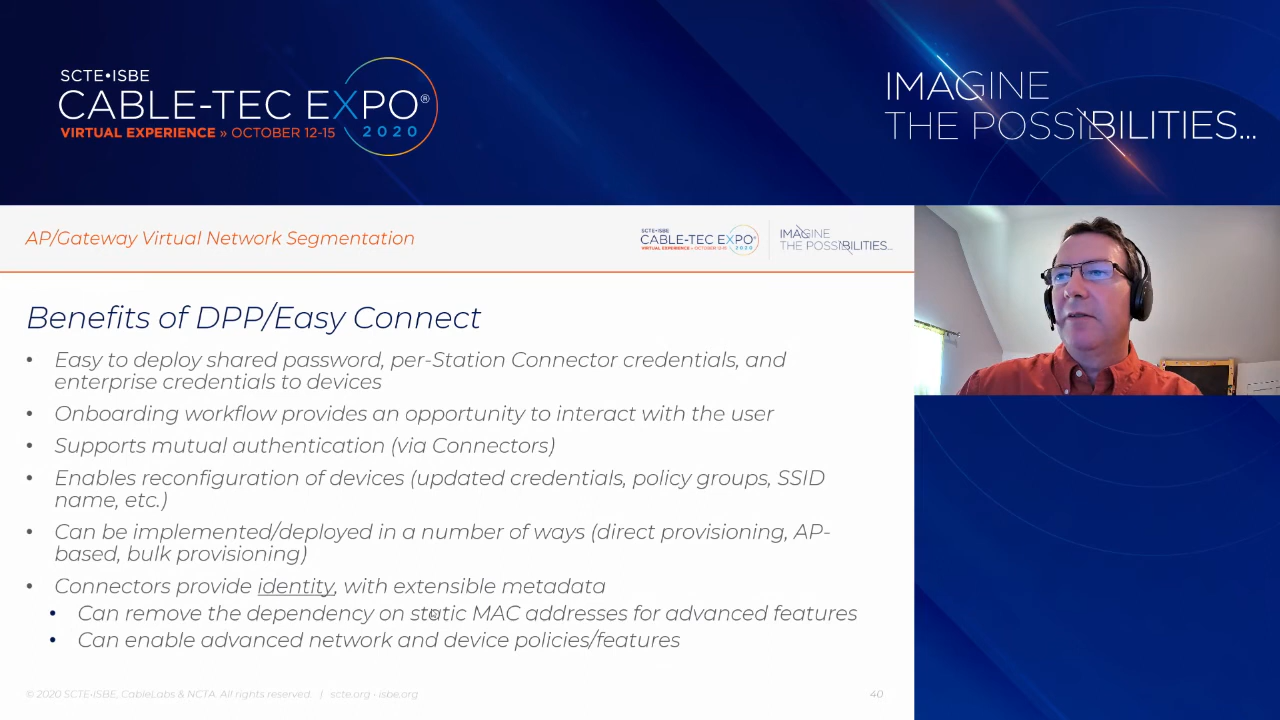 SCTE•ISBE
CABLE-TEC EXPO®
VIRTUAL EXPERIENCE » OCTOBER 12-15
2020
IMAGINE
THE POSSIBILITIES...
AP/Gateway Virtual Network Segmentation
SCTE•ISBE
CABLE-TEC EXPO®
VIRTUAL EXPERIENCE » OCTOBER 12-15
2020
IMAGINE
THE POSSIBILITIES...
Benefits of DPP/Easy Connect
• Easy to deploy shared password, per-Station Connector credentials, and
enterprise credentials to devices
• Onboarding workflow provides an opportunity to interact with the user
• Supports mutual authentication (via Connectors)
• Enables reconfiguration of devices (updated credentials, policy groups, SSID
name, etc.)
• Can be implemented/deployed in a number of ways (direct provisioning, AP-
based, bulk provisioning)
• Connectors provide identity, with extensible metadata
• Can remove the dependency on static MAC addresses for advanced features
• Can enable advanced network and device policies/features
© 2020 SCTE•ISBE, CableLabs & NCTA. All rights reserved. | scte.org • isbe.org
40